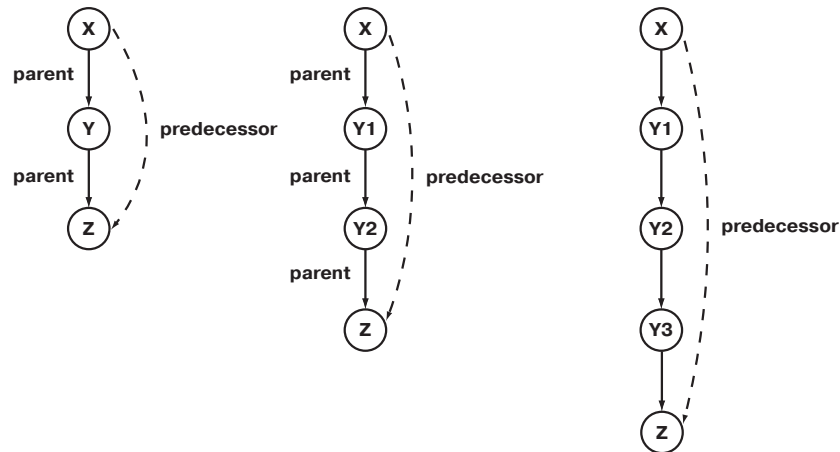 X
parent
Y
predecessor
parent
Z
X
parent
Y1
parent
predecessor
Y2
parent
Z
X
Y1
Y2
predecessor
Y3
Z